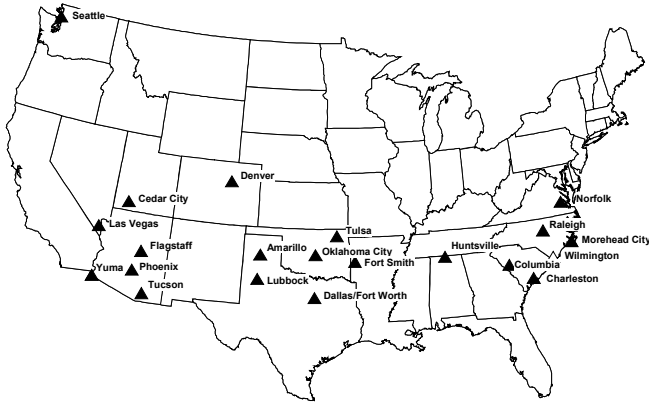 Seattle
Denver
Cedar City
Norfolk
Las Vegas
Tulsa
Raleigh
Morehead City
Flagstaff
Amarillo
Oklahoma City
Huntsville
Wilmington
Yuma
Phoenix
Fort Smith
Columbia
Lubbock
Charleston
Tucson
Dallas/Fort Worth